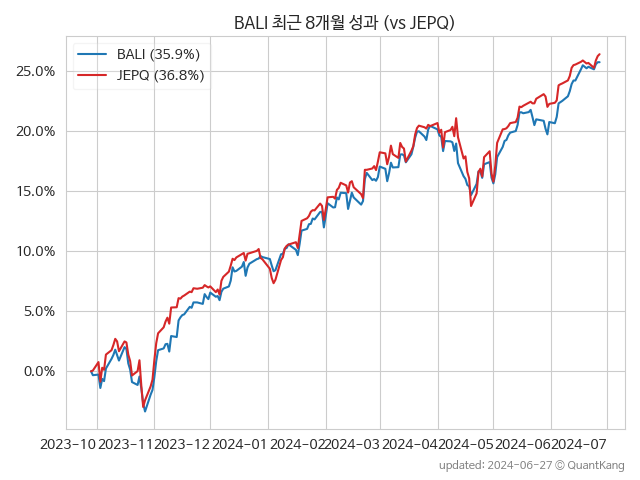 BALI 최근 8개월 성과 (vs JEPQ)
BALI (35.9%)
JEPQ (36.8%)
25.0%
20.0%
15.0%
10.0%
5.0%
0.0%
2023-10 2023-11 2023-12 2024-01 2024-02 2024-03 2024-04 2024-05 2024-06 2024-07
updated: 2024-06-27 © QuantKang